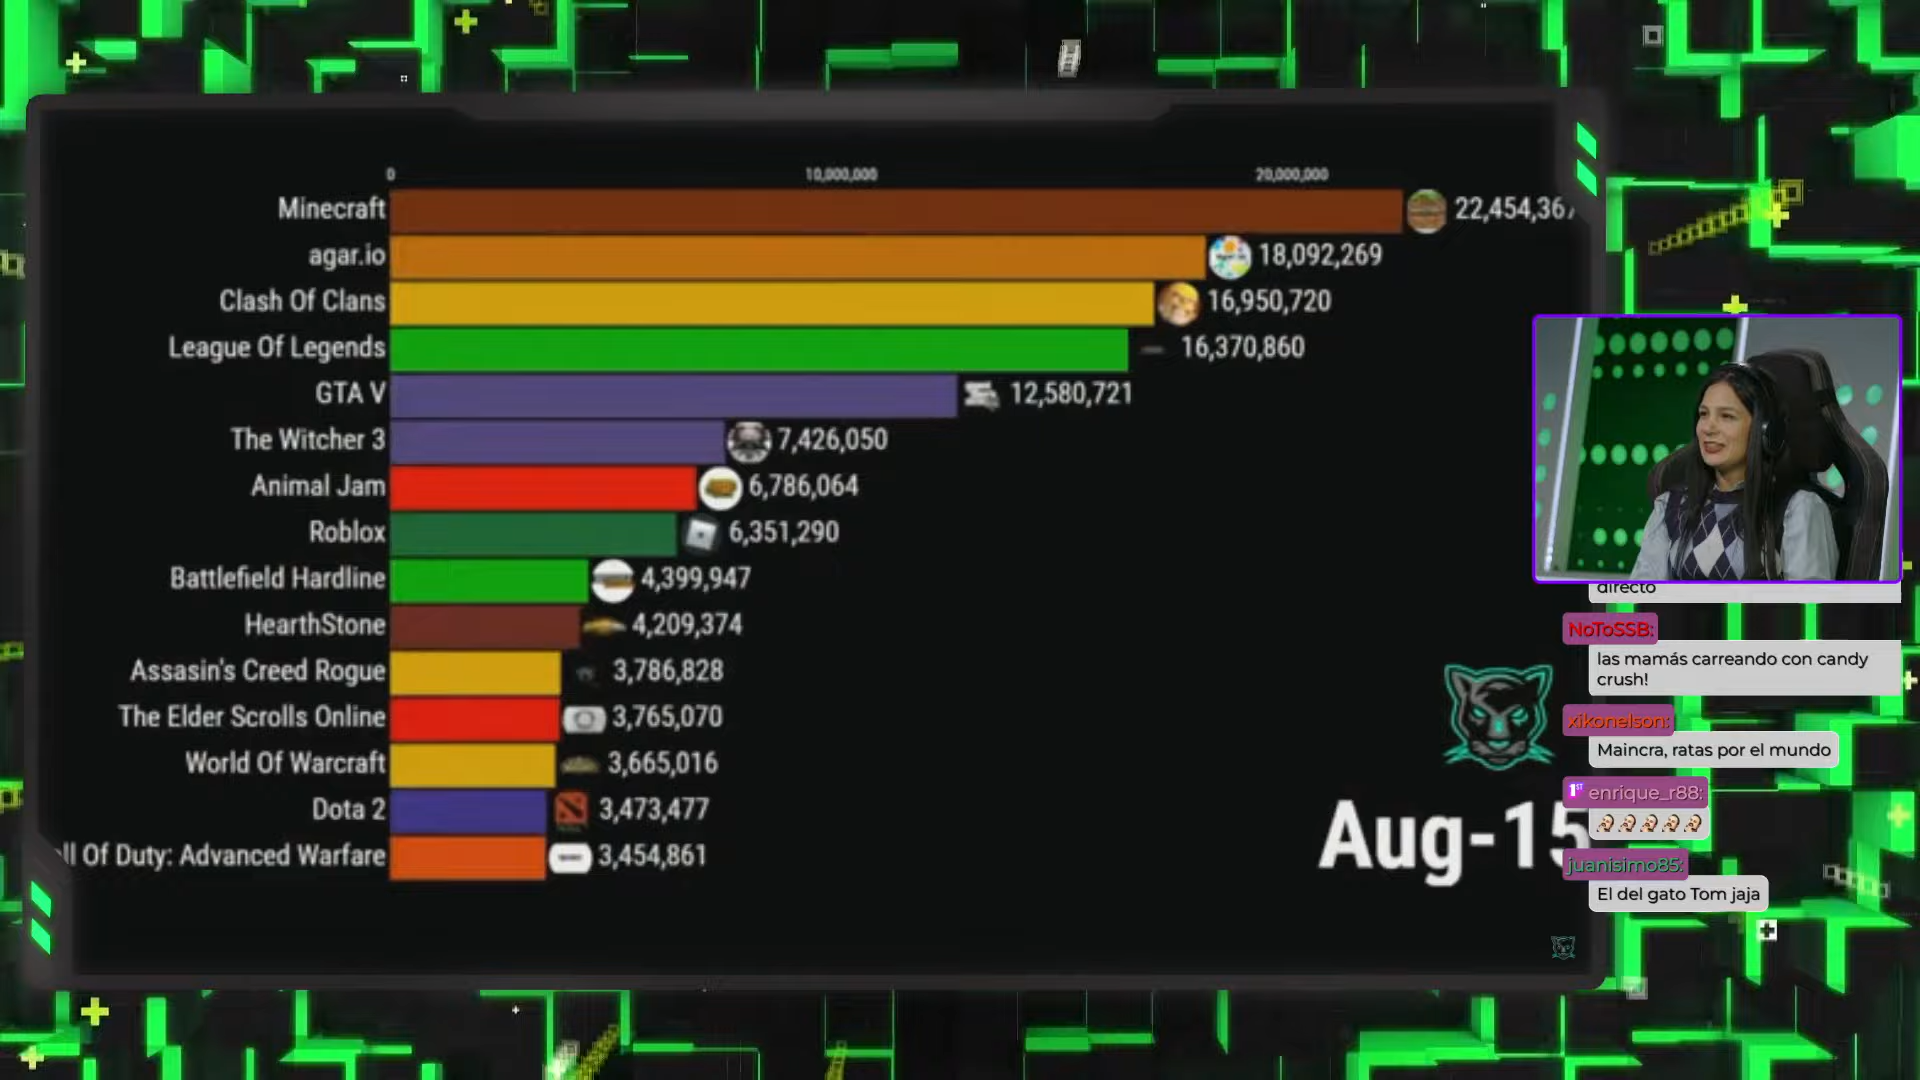 0 10,000,000 20,000,000
Minecraft 22,454,367
agar.io 18,092,269
Clash Of Clans 16,950,720
League Of Legends 16,370,860
GTA V 12,580,721
The Witcher 3 7,426,050
Animal Jam 6,786,064
Roblox 6,351,290
Battlefield Hardline 4,399,947
HearthStone 4,209,374
Assasin's Creed Rogue 3,786,828
The Elder Scrolls Online 3,765,070
World Of Warcraft 3,665,016
Dota 2 3,473,477
ll Of Duty: Advanced Warfare 3,454,861
Aug-15
directo
NoToSSB:
las mamás carreando con candy
crush!
xikonelson:
Maincra, ratas por el mundo
1ST enrique_r88:
juanisimo85:
El del gato Tom jaja